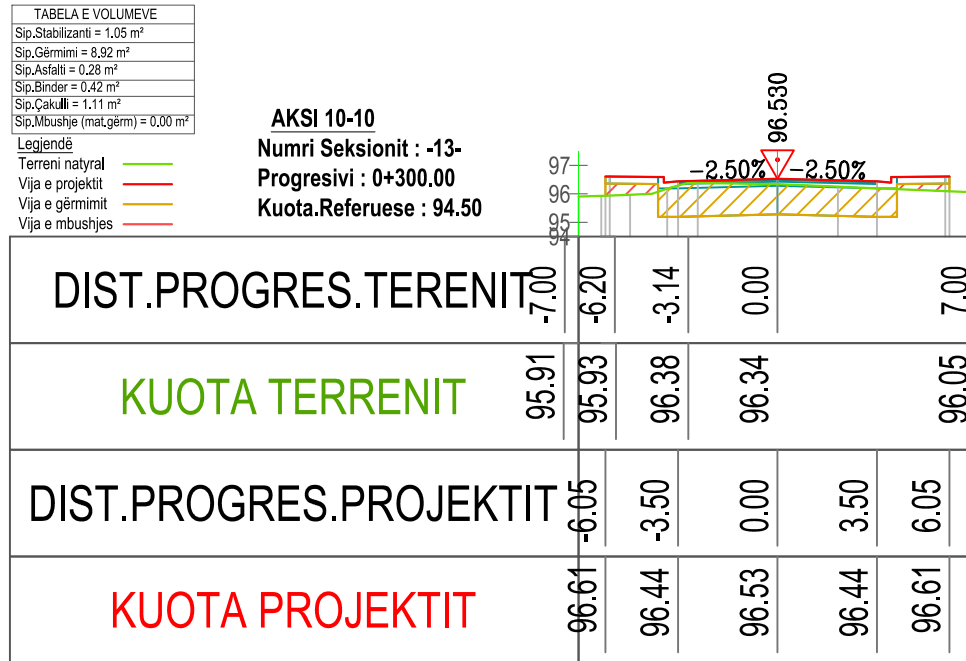 TABELA E VOLUMEVE
Sip.Stabilizanti = 1.05 m²
Sip.Gërmimi = 8.92 m²
Sip.Asfalti = 0.28 m²
Sip.Binder = 0.42 m²
Sip.Çakulli = 1.11 m²
Sip.Mbushje (mat.gërm) = 0.00 m²
Legjendë
Terreni natyral
Vija e projektit
Vija e gërmimit
Vija e mbushjes
AKSI 10-10
Numri Seksionit : -13-
Progresivi : 0+300.00
Kuota.Referuese : 94.50
96.530
-2.50% -2.50%
97
96
95
94
DIST.PROGRES.TERENIT -7.00 -6.20 -3.14 0.00 7.00
KUOTA TERRENIT 95.91 95.93 96.38 96.34 96.05
DIST.PROGRES.PROJEKTIT -6.05 -3.50 0.00 3.50 6.05
KUOTA PROJEKTIT 96.61 96.44 96.53 96.44 96.61